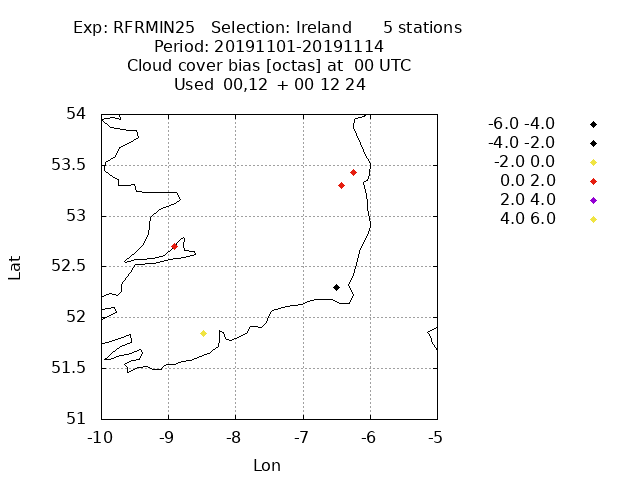 Exp: RFRMIN25 Selection: Ireland 5 stations
Period: 20191101-20191114
Cloud cover bias [octas] at 00 UTC
Used 00,12 + 00 12 24
54
53.5
53
52.5
52
51.5
51
-10 -9 -8 -7 -6 -5
Lat
Lon
-6.0 -4.0
-4.0 -2.0
-2.0 0.0
0.0 2.0
2.0 4.0
4.0 6.0